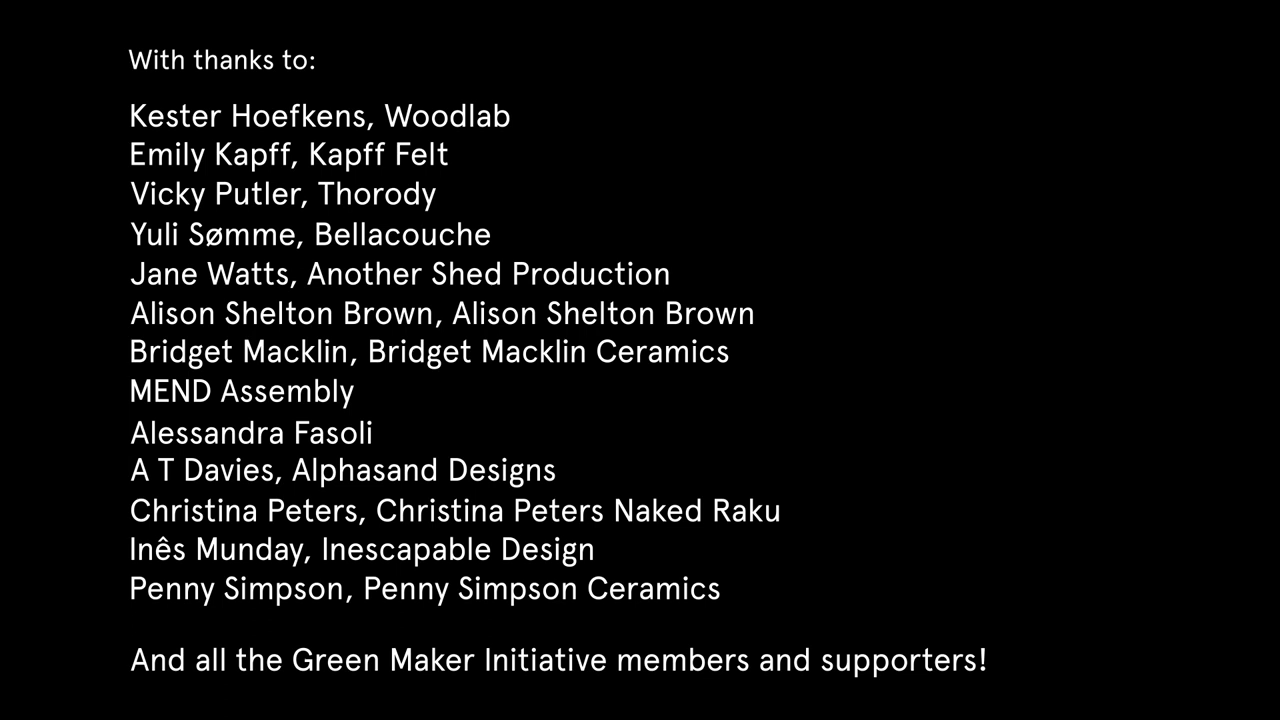 With thanks to:
Kester Hoefkens, Woodlab
Emily Kapff, Kapff Felt
Vicky Putler, Thorody
Yuli Sømme, Bellacouche
Jane Watts, Another Shed Production
Alison Shelton Brown, Alison Shelton Brown
Bridget Macklin, Bridget Macklin Ceramics
MEND Assembly
Alessandra Fasoli
A T Davies, Alphasand Designs
Christina Peters, Christina Peters Naked Raku
Inês Munday, Inescapable Design
Penny Simpson, Penny Simpson Ceramics
And all the Green Maker Initiative members and supporters!